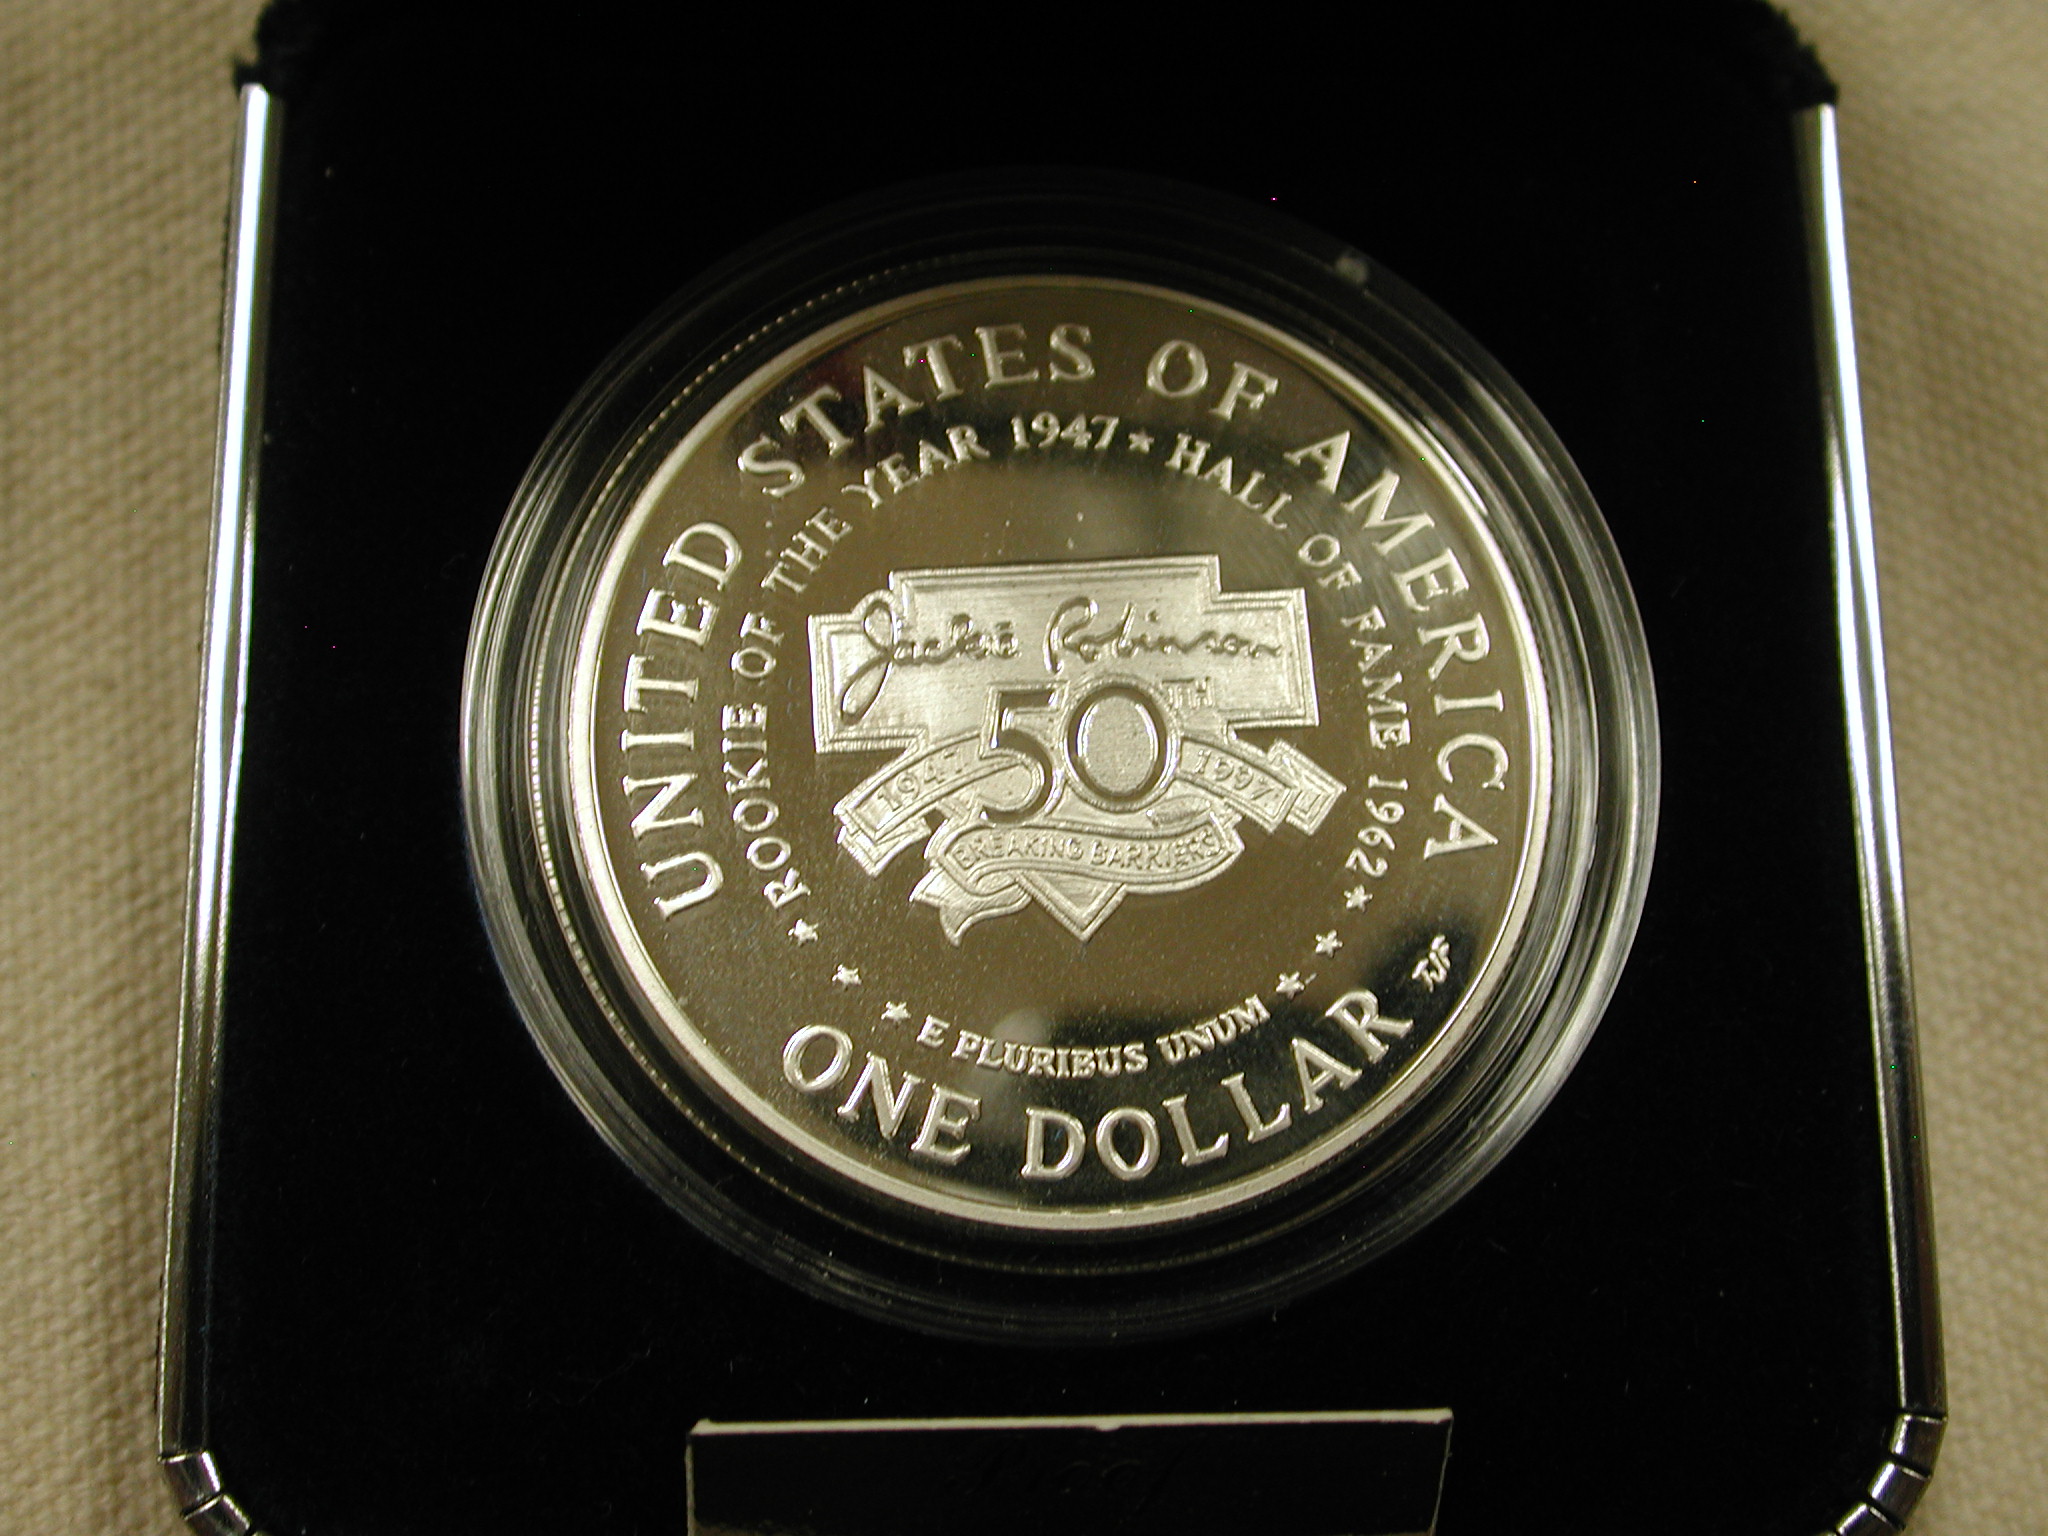 UNITED STATES OF AMERICA
★ ROOKIE OF THE YEAR 1947 ★ HALL OF FAME 1962 ★
Jackie Robinson
50TH
1947
1997
BREAKING BARRIERS
E PLURIBUS UNUM
ONE DOLLAR
TJF